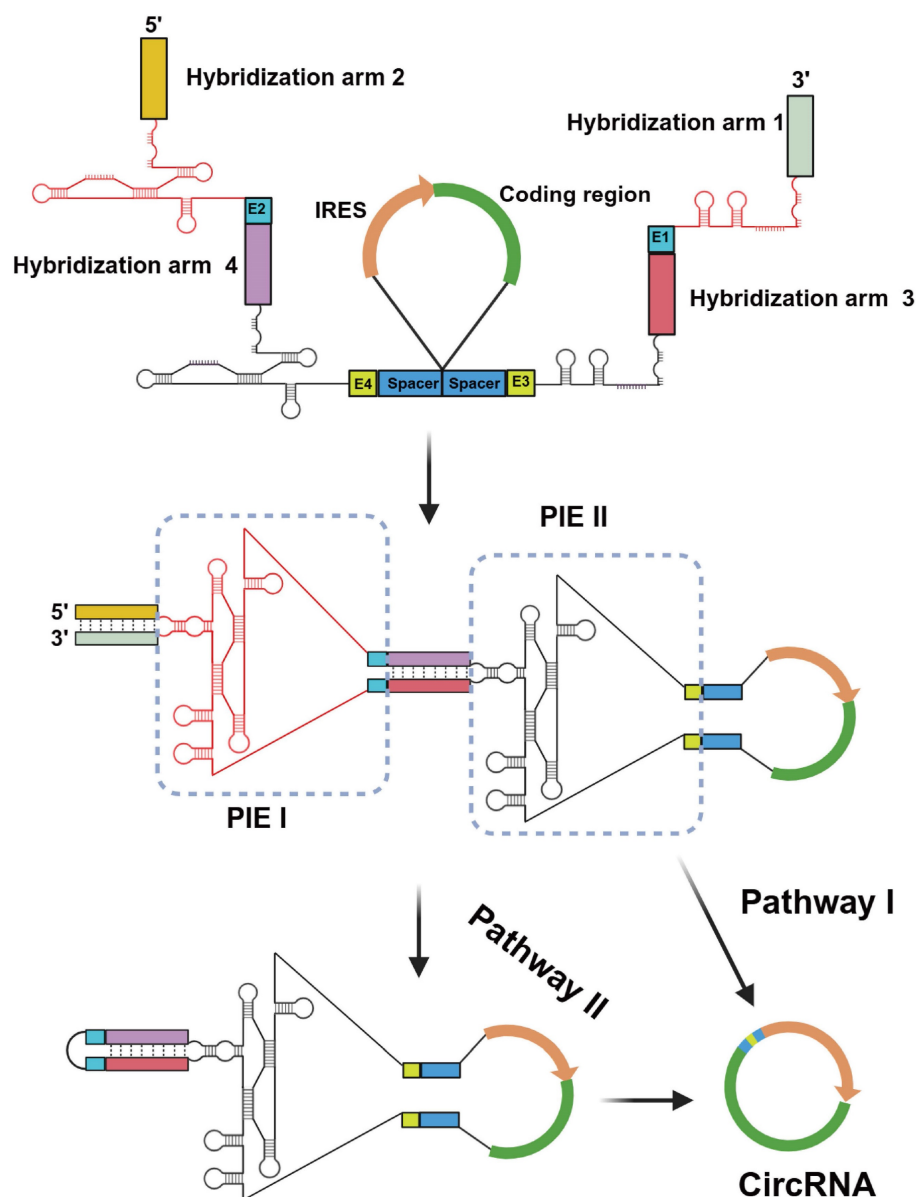 5'
Hybridization arm 2
3'
Hybridization arm 1
IRES
Coding region
E2
E1
Hybridization arm 4
Hybridization arm 3
E4
Spacer
Spacer
E3
PIE II
5'
3'
PIE I
Pathway I
Pathway II
CircRNA